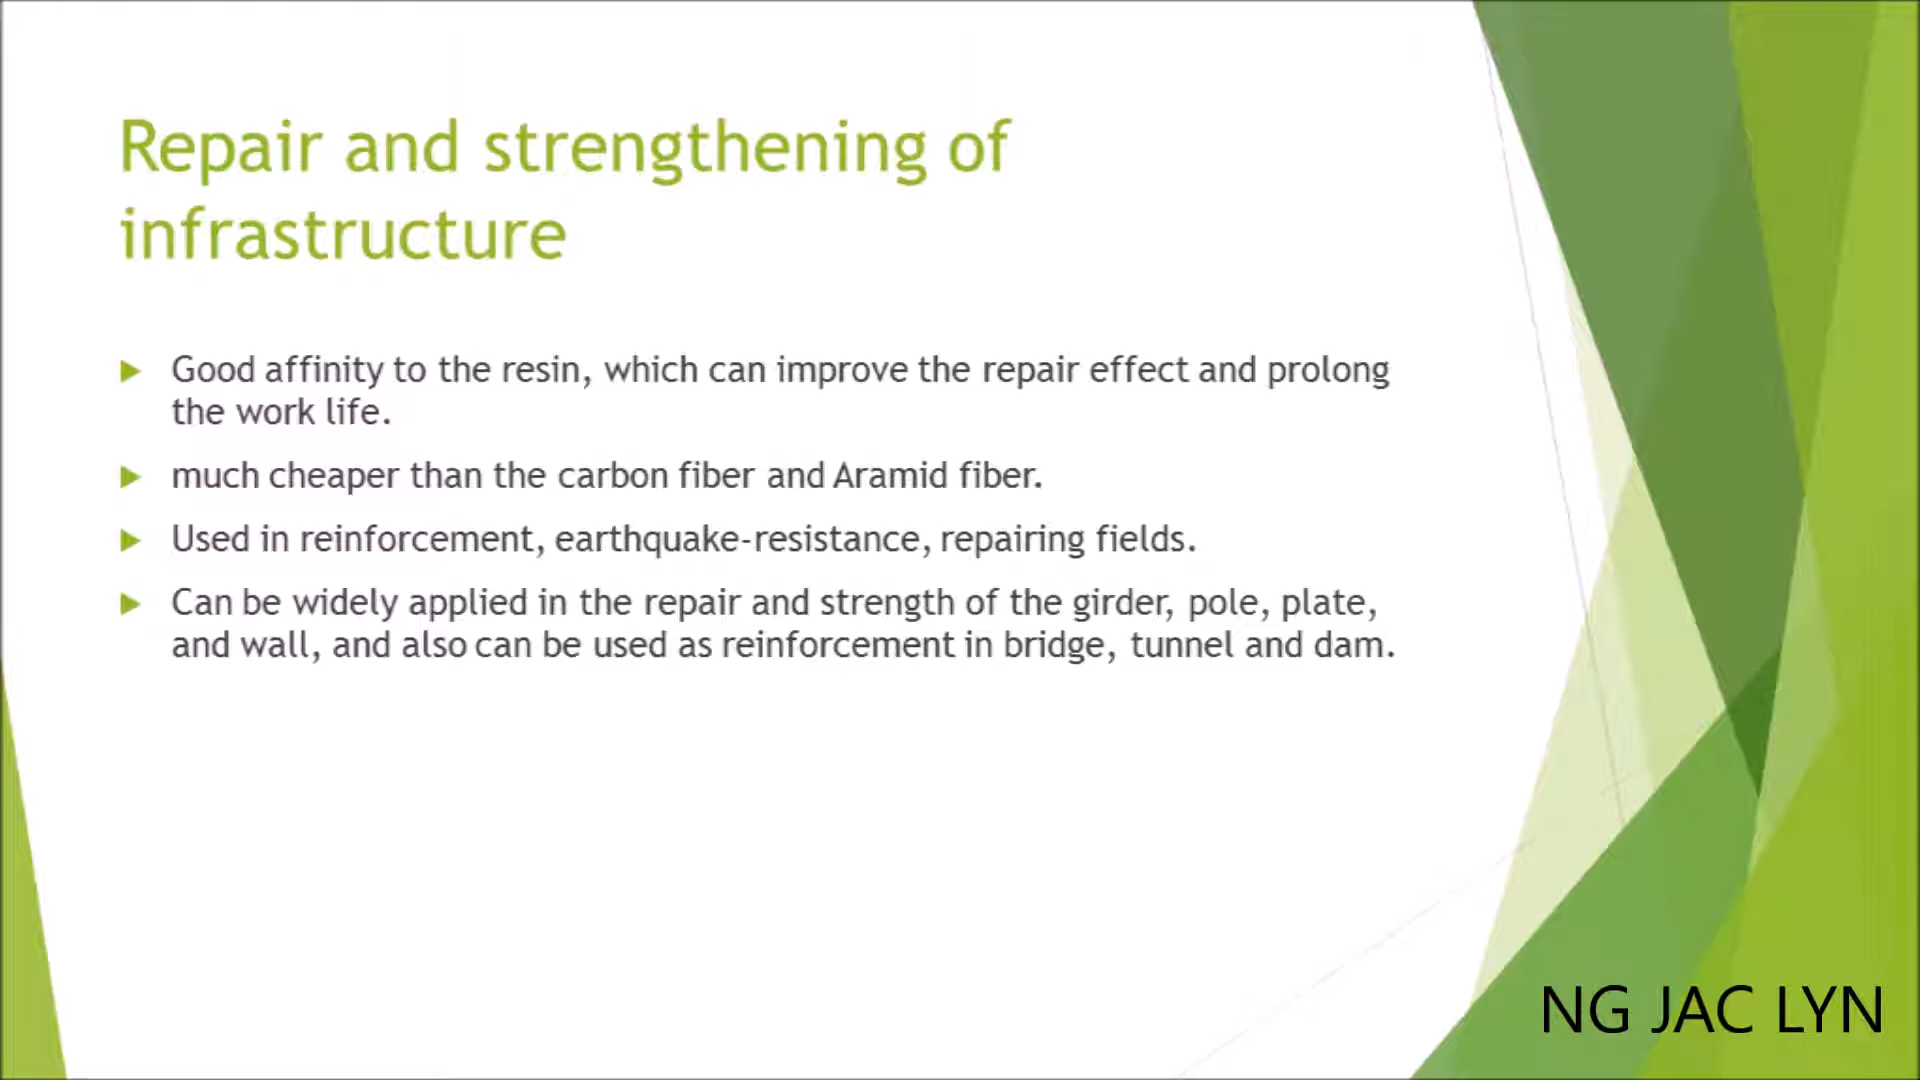 Repair and strengthening of
infrastructure
Good affinity to the resin, which can improve the repair effect and prolong
the work life.
much cheaper than the carbon fiber and Aramid fiber.
Used in reinforcement, earthquake-resistance, repairing fields.
Can be widely applied in the repair and strength of the girder, pole, plate,
and wall, and also can be used as reinforcement in bridge, tunnel and dam.
NG JAC LYN